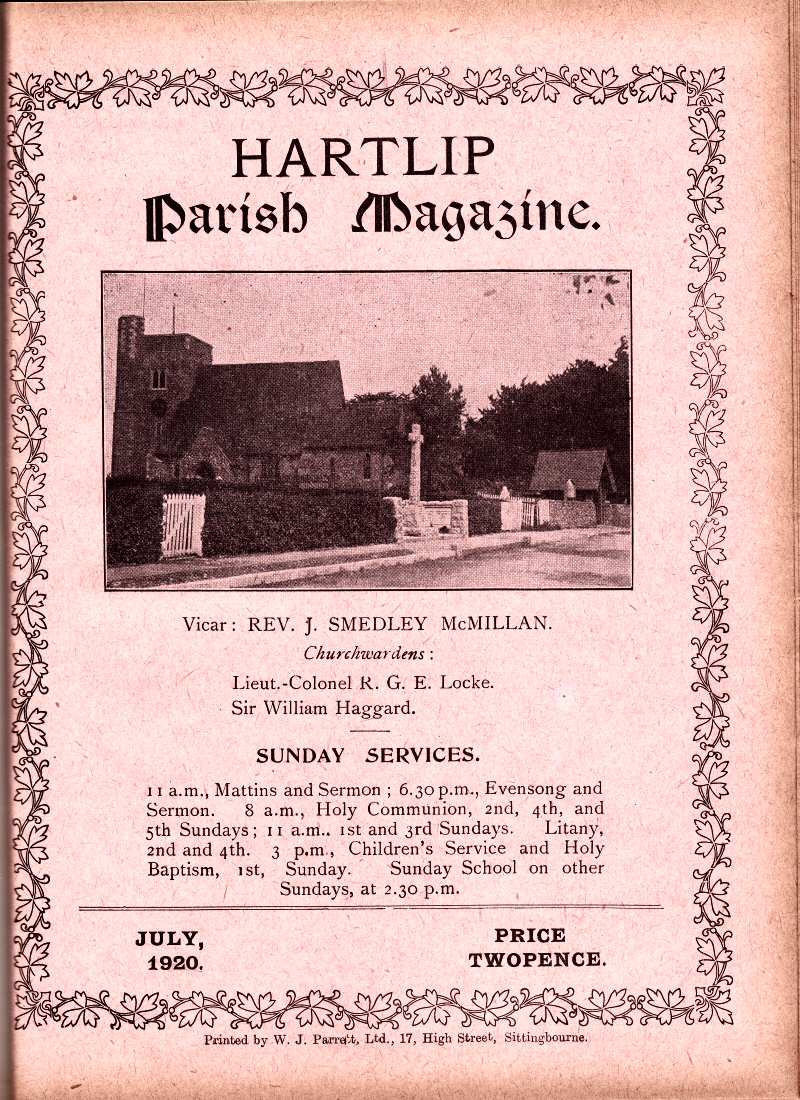 HARTLIP
Parish Magazine.
Vicar: REV. J. SMEDLEY McMILLAN.
Churchwardens:
Lieut.-Colonel R. G. E. Locke.
Sir William Haggard.
SUNDAY SERVICES.
11 a.m., Mattins and Sermon; 6.30 p.m., Evensong and
Sermon. 8 a.m., Holy Communion, 2nd, 4th, and
5th Sundays; 11 a.m.. 1st and 3rd Sundays. Litany,
2nd and 4th. 3 p.m., Children's Service and Holy
Baptism, 1st, Sunday. Sunday School on other
Sundays, at 2.30 p.m.
JULY,
1920.
PRICE
TWOPENCE.
Printed by W. J. Parrett, Ltd., 17, High Street, Sittingbourne.